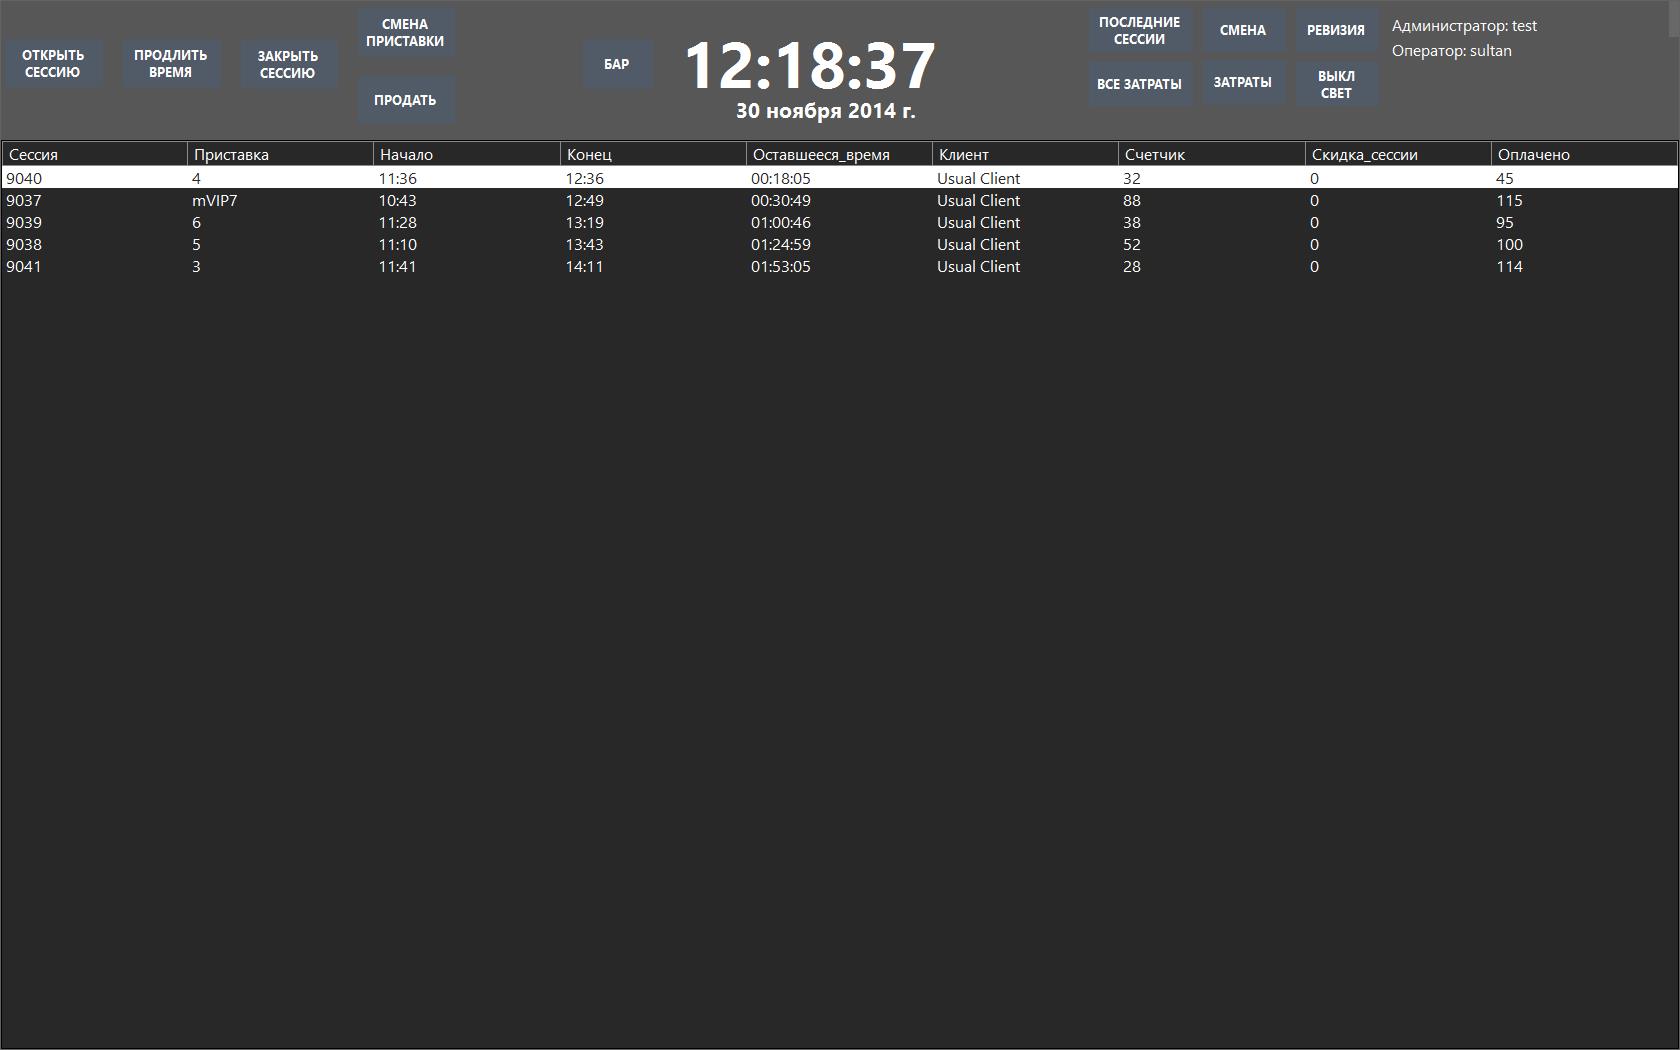 ОТКРЫТЬ
СЕССИЮ
ПРОДЛИТЬ
ВРЕМЯ
ЗАКРЫТЬ
СЕССИЮ
СМЕНА
ПРИСТАВКИ
ПРОДАТЬ
БАР
12:18:37
30 ноября 2014 г.
ПОСЛЕДНИЕ
СЕССИИ
СМЕНА
РЕВИЗИЯ
ВСЕ ЗАТРАТЫ
ЗАТРАТЫ
ВЫКЛ
СВЕТ
Администратор: test
Оператор: sultan
Сессия Приставка Начало Конец Оставшееся_время Клиент Счетчик Скидка_сессии Оплачено
9040 4 11:36 12:36 00:18:05 Usual Client 32 0 45
9037 mVIP7 10:43 12:49 00:30:49 Usual Client 88 0 115
9039 6 11:28 13:19 01:00:46 Usual Client 38 0 95
9038 5 11:10 13:43 01:24:59 Usual Client 52 0 100
9041 3 11:41 14:11 01:53:05 Usual Client 28 0 114